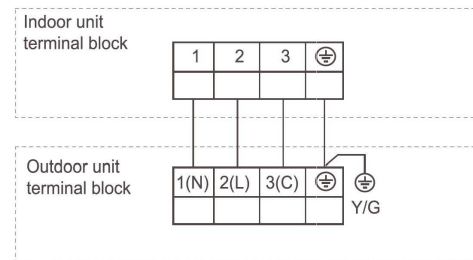 Indoor unit
terminal block
1 2 3
Outdoor unit
terminal block
1(N) 2(L) 3(C)
Y/G